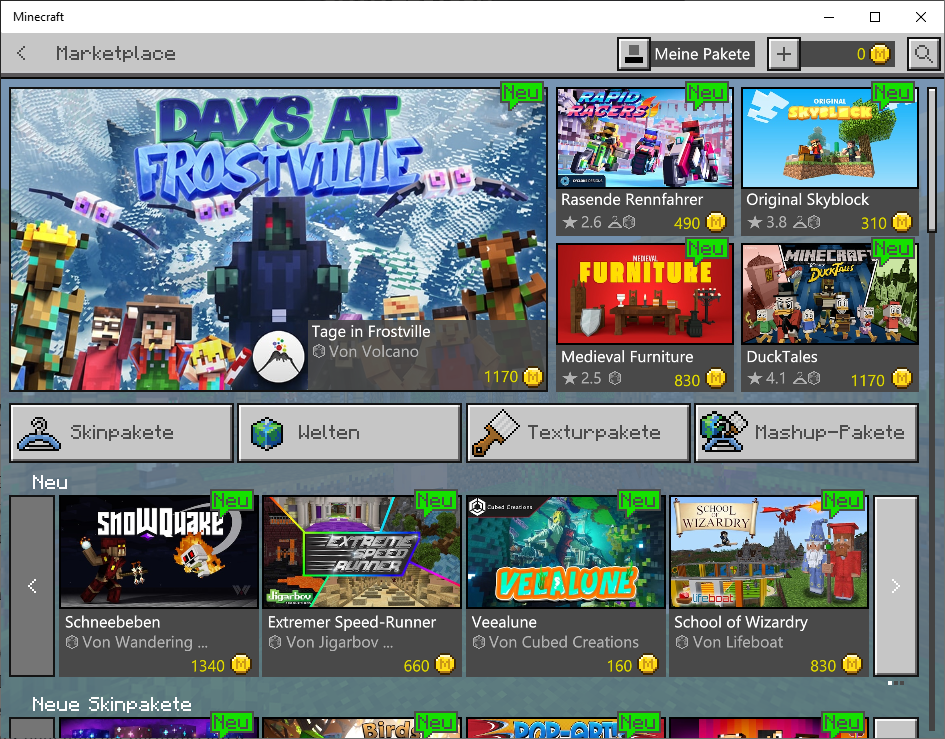 Minecraft
Marketplace
Meine Pakete
0
Neu
DAYS AT
FROSTVILLE
Tage in Frostville
Von Volcano
1170
Neu
RAPID
RACERS
CYCLONE DESIGNS
Rasende Rennfahrer
2.6
490
Neu
ORIGINAL
SKYBLOCK
Original Skyblock
3.8
310
Neu
MEDIEVAL
FURNITURE
Medieval Furniture
2.5
830
Neu
MINECRAFT
DUCKTALES
DuckTales
4.1
1170
Skinpakete
Welten
Texturpakete
Mashup-Pakete
Neu
Neu
SNOWQUAKE
Schneebeben
Von Wandering ...
1340
Neu
EXTREME
SPEED
RUNNER
Jigarbov
Extremer Speed-Runner
Von Jigarbov ...
660
Neu
Cubed Creations
VEEALUNE
Veealune
Von Cubed Creations
160
Neu
SCHOOL
OF
WIZARDRY
Lifeboat
School of Wizardry
Von Lifeboat
830
Neue Skinpakete
Neu
Neu
Birds
Neu
POP-ART
Neu